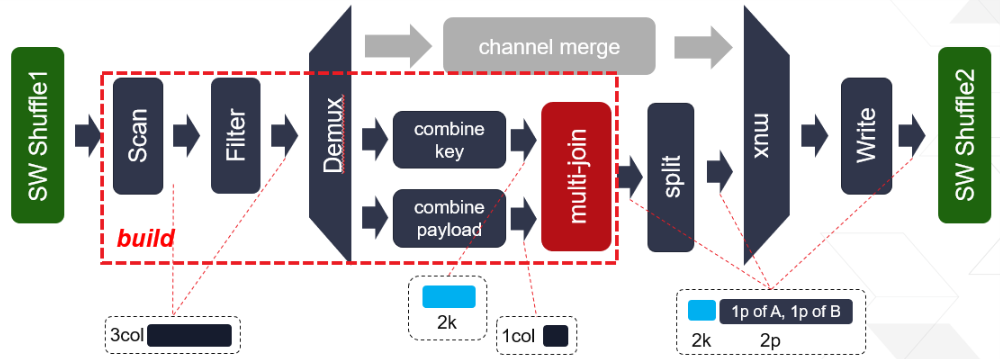 SW Shuffle1
Scan
Filter
Demux
channel merge
combine
key
combine
payload
multi-join
split
mux
Write
SW Shuffle2
build
3col
2k
1col
1p of A, 1p of B
2k
2p